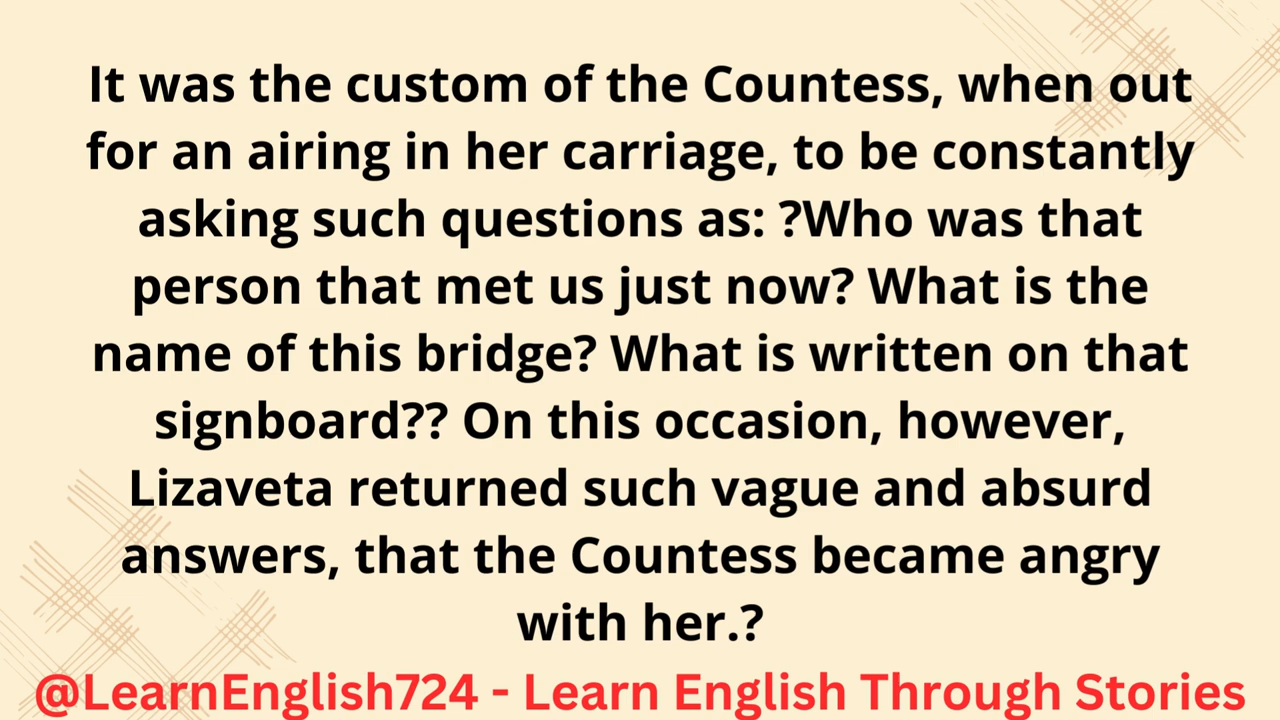 It was the custom of the Countess, when out
for an airing in her carriage, to be constantly
asking such questions as: ?Who was that
person that met us just now? What is the
name of this bridge? What is written on that
signboard?? On this occasion, however,
Lizaveta returned such vague and absurd
answers, that the Countess became angry
with her.?
@LearnEnglish724 - Learn English Through Stories